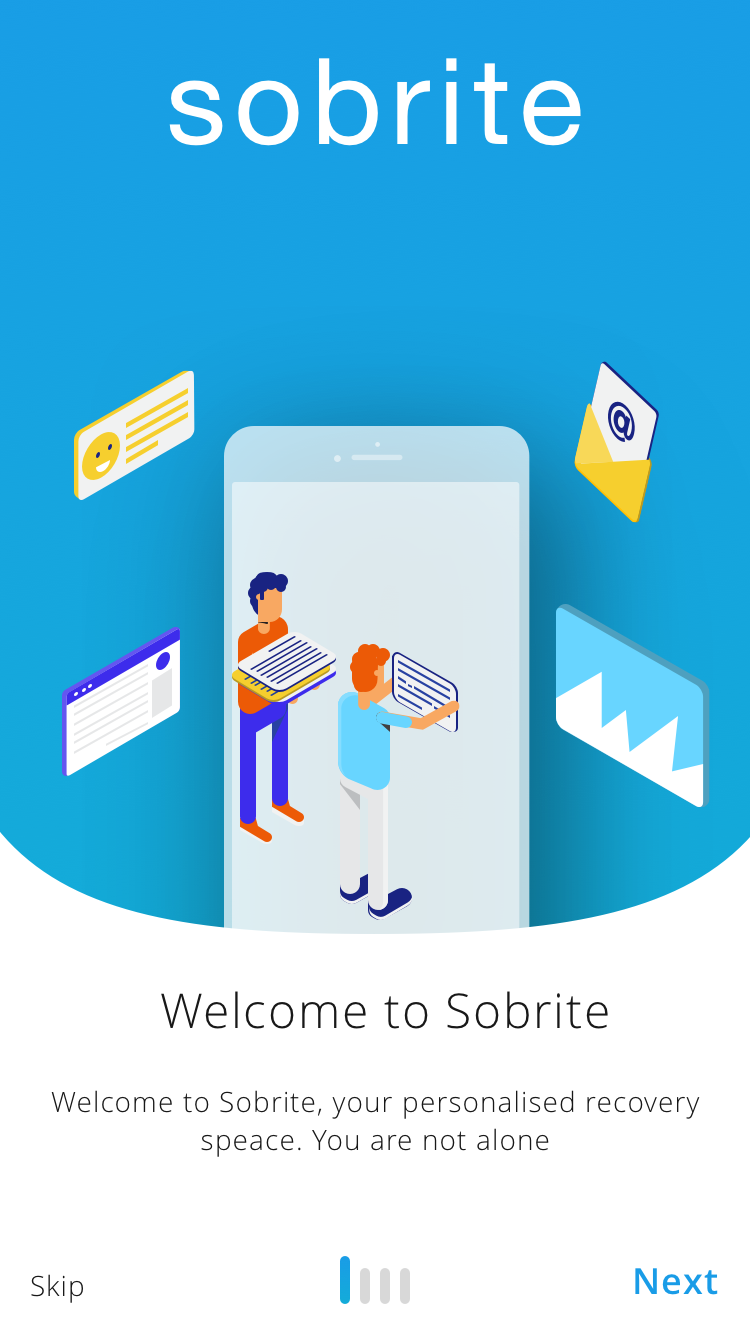 sobrite
@
Welcome to Sobrite
Welcome to Sobrite, your personalised recovery
speace. You are not alone
Skip
Next